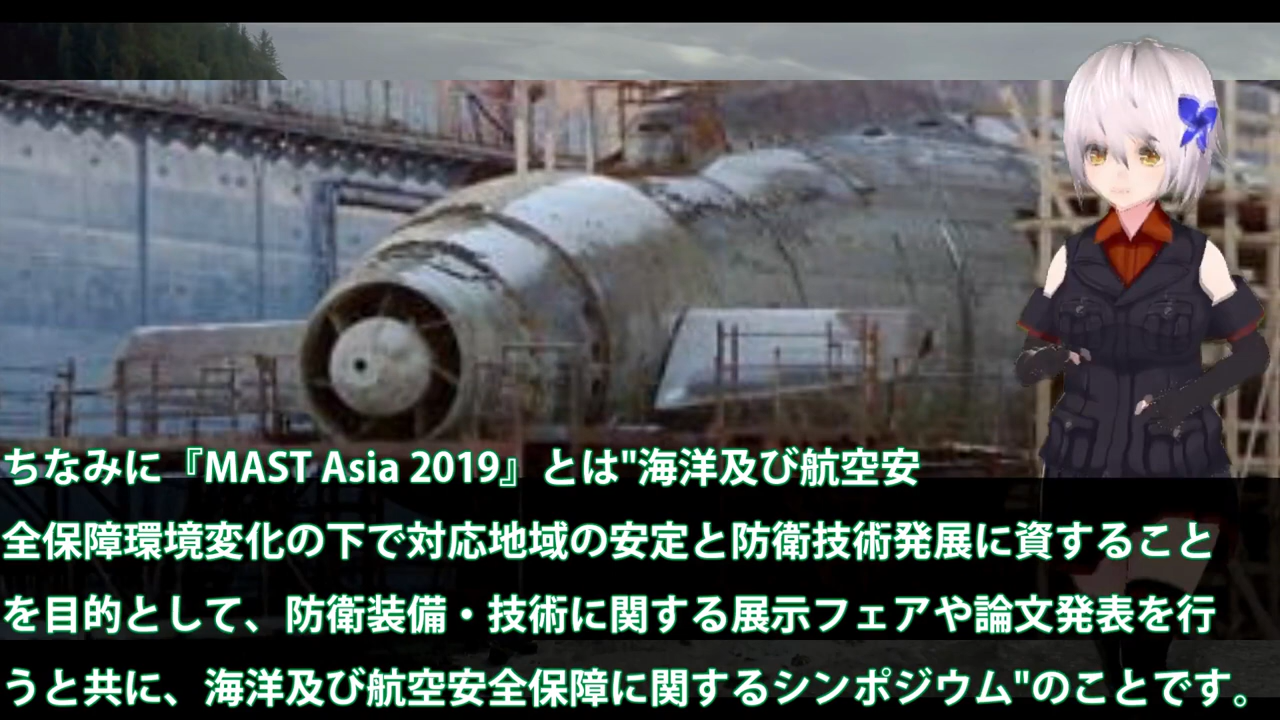 ちなみに『MAST Asia 2019』とは"海洋及び航空安
全保障環境変化の下で対応地域の安定と防衛技術発展に資すること
を目的として、防衛装備・技術に関する展示フェアや論文発表を行
うと共に、海洋及び航空安全保障に関するシンポジウム"のことです。